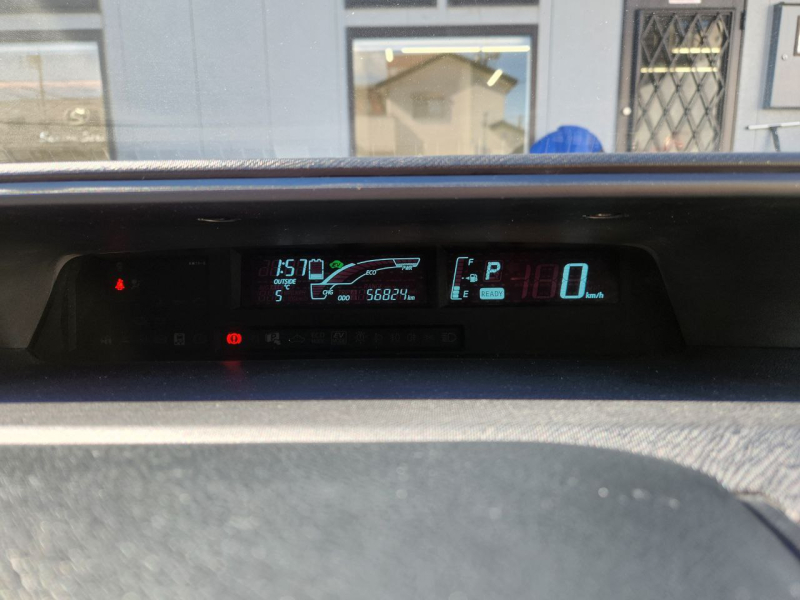 1:57
OUTSIDE
°C
5
CHG
ECO
PWR
ODO 56824 km
F
E
P
READY
0 km/h